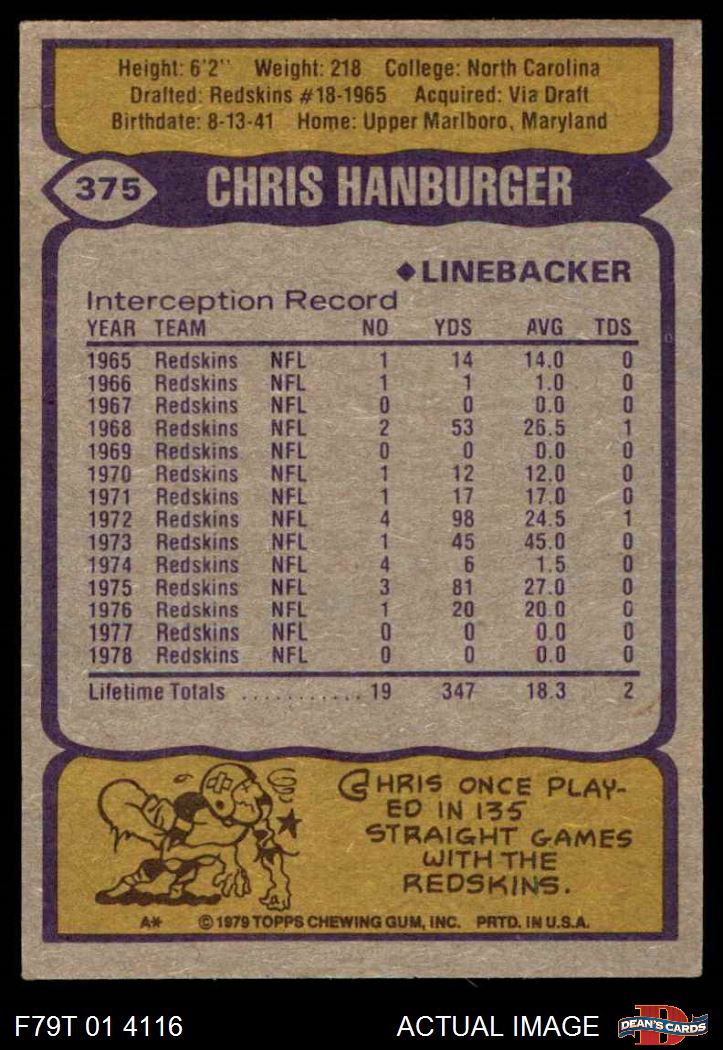 Height: 6'2" Weight: 218 College: North Carolina
Drafted: Redskins #18-1965 Acquired: Via Draft
Birthdate: 8-13-41 Home: Upper Marlboro, Maryland
375 CHRIS HANBURGER
◆LINEBACKER
Interception Record
YEAR TEAM NO YDS AVG TDS
1965 Redskins NFL 1 14 14.0 0
1966 Redskins NFL 1 1 1.0 0
1967 Redskins NFL 0 0 0.0 0
1968 Redskins NFL 2 53 26.5 1
1969 Redskins NFL 0 0 0.0 0
1970 Redskins NFL 1 12 12.0 0
1971 Redskins NFL 1 17 17.0 0
1972 Redskins NFL 4 98 24.5 1
1973 Redskins NFL 1 45 45.0 0
1974 Redskins NFL 4 6 1.5 0
1975 Redskins NFL 3 81 27.0 0
1976 Redskins NFL 1 20 20.0 0
1977 Redskins NFL 0 0 0.0 0
1978 Redskins NFL 0 0 0.0 0
Lifetime Totals ............ 19 347 18.3 2
CHRIS ONCE PLAY-
ED IN 135
STRAIGHT GAMES
WITH THE
REDSKINS.
A* © 1979 TOPPS CHEWING GUM, INC. PRTD. IN U.S.A.
F79T 01 4116 ACTUAL IMAGE D DEAN'S CARDS